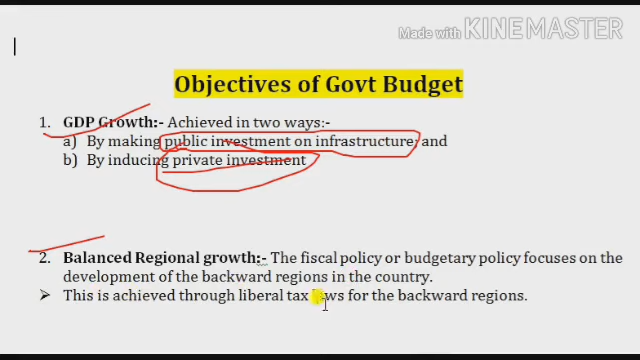 Made with KINEMASTER
Objectives of Govt Budget
1. GDP Growth:- Achieved in two ways:-
a) By making public investment on infrastructure; and
b) By inducing private investment
2. Balanced Regional growth:- The fiscal policy or budgetary policy focuses on the
development of the backward regions in the country.
➤ This is achieved through liberal tax laws for the backward regions.